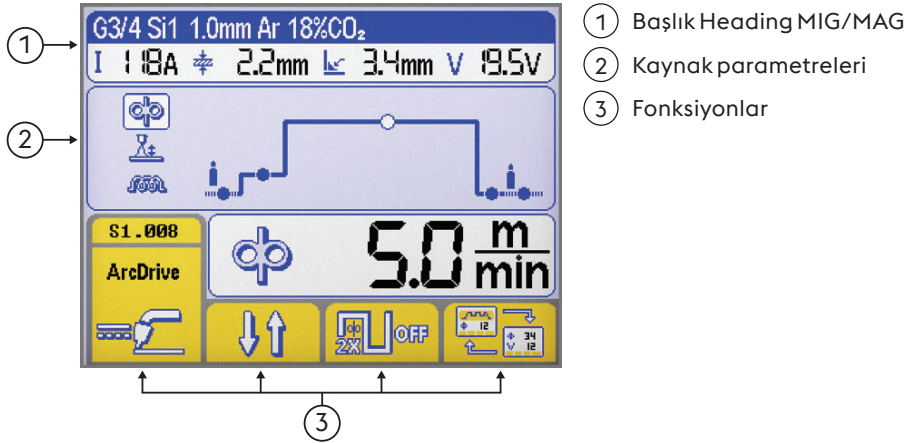 G3/4 Si1 1.0mm Ar 18%CO₂
I 118A 2.2mm 3.4mm V 19.5V
S1.008
ArcDrive
5.0 m/min
2X OFF
12
34
V 12
1
2
3
1 Başlık Heading MIG/MAG
2 Kaynak parametreleri
3 Fonksiyonlar